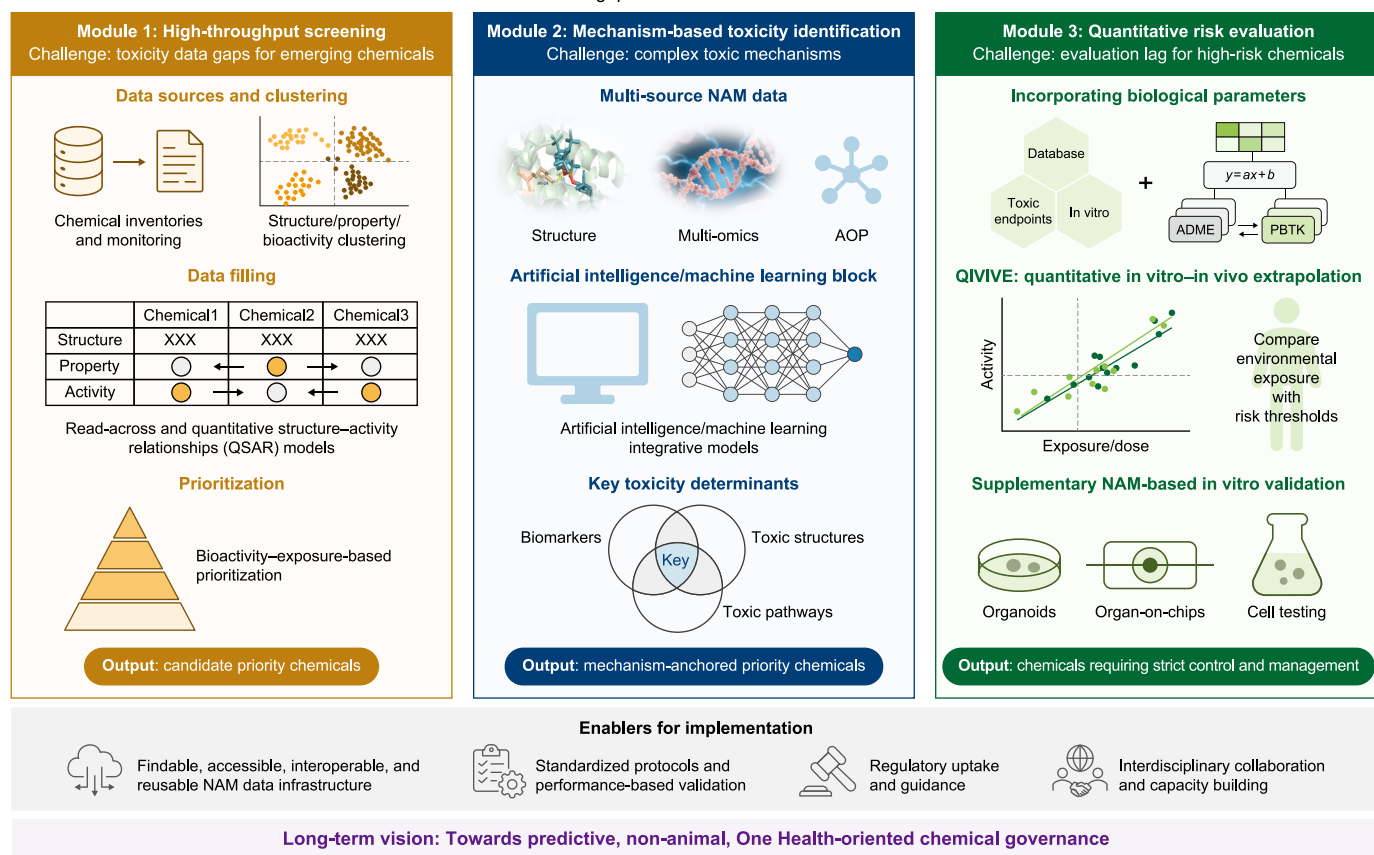 Module 1: High-throughput screening
Challenge: toxicity data gaps for emerging chemicals
Data sources and clustering
Chemical inventories
and monitoring
Structure/property/
bioactivity clustering
Data filling
Chemical1 Chemical2 Chemical3
Structure XXX XXX XXX
Property
Activity
Read-across and quantitative structure–activity
relationships (QSAR) models
Prioritization
Bioactivity–exposure-based
prioritization
Output: candidate priority chemicals
Module 2: Mechanism-based toxicity identification
Challenge: complex toxic mechanisms
Multi-source NAM data
Structure
Multi-omics
AOP
Artificial intelligence/machine learning block
Artificial intelligence/machine learning
integrative models
Key toxicity determinants
Biomarkers
Toxic structures
Key
Toxic pathways
Output: mechanism-anchored priority chemicals
Module 3: Quantitative risk evaluation
Challenge: evaluation lag for high-risk chemicals
Incorporating biological parameters
Database
Toxic
endpoints
In vitro
+
y = ax + b
ADME
PBTK
QIVIVE: quantitative in vitro–in vivo extrapolation
Activity
Exposure/dose
Compare
environmental
exposure
with
risk thresholds
Supplementary NAM-based in vitro validation
Organoids
Organ-on-chips
Cell testing
Output: chemicals requiring strict control and management
Enablers for implementation
Findable, accessible, interoperable, and
reusable NAM data infrastructure
Standardized protocols and
performance-based validation
Regulatory uptake
and guidance
Interdisciplinary collaboration
and capacity building
Long-term vision: Towards predictive, non-animal, One Health-oriented chemical governance